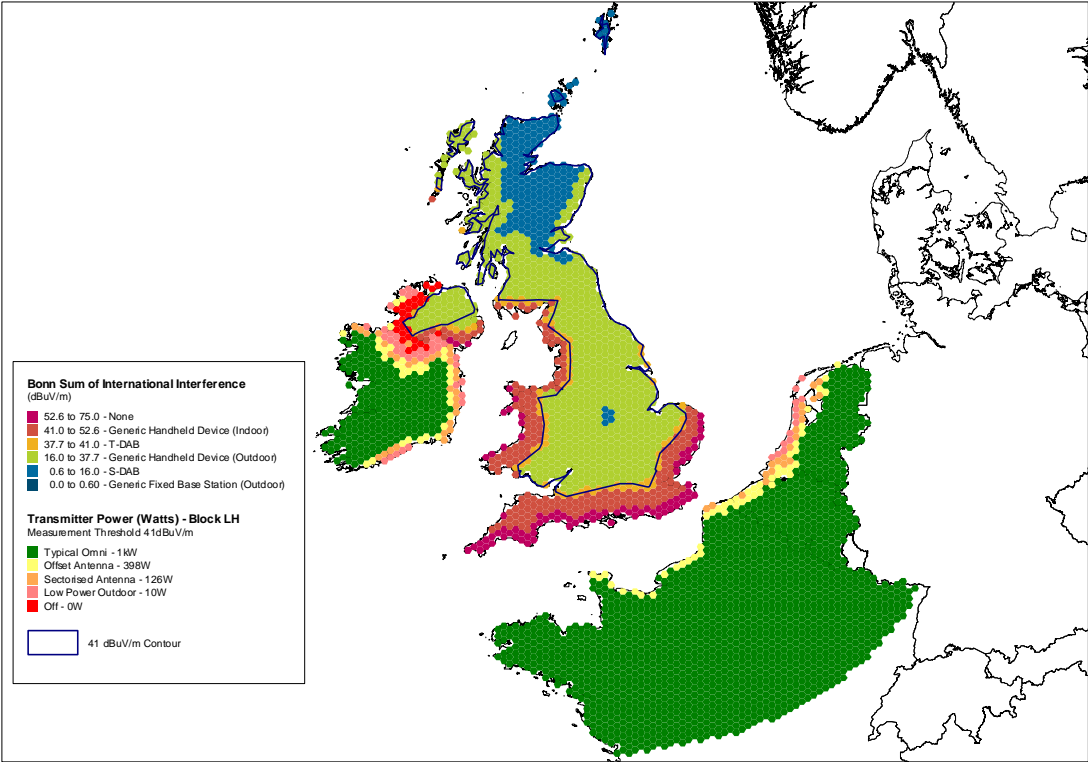 Bonn Sum of International Interference
(dBuV/m)
52.6 to 75.0 - None
41.0 to 52.6 - Generic Handheld Device (Indoor)
37.7 to 41.0 - T-DAB
16.0 to 37.7 - Generic Handheld Device (Outdoor)
0.6 to 16.0 - S-DAB
0.0 to 0.60 - Generic Fixed Base Station (Outdoor)
Transmitter Power (Watts) - Block LH
Measurement Threshold 41dBuV/m
Typical Omni - 1kW
Offset Antenna - 398W
Sectorised Antenna - 126W
Low Power Outdoor - 10W
Off - 0W
41 dBuV/m Contour